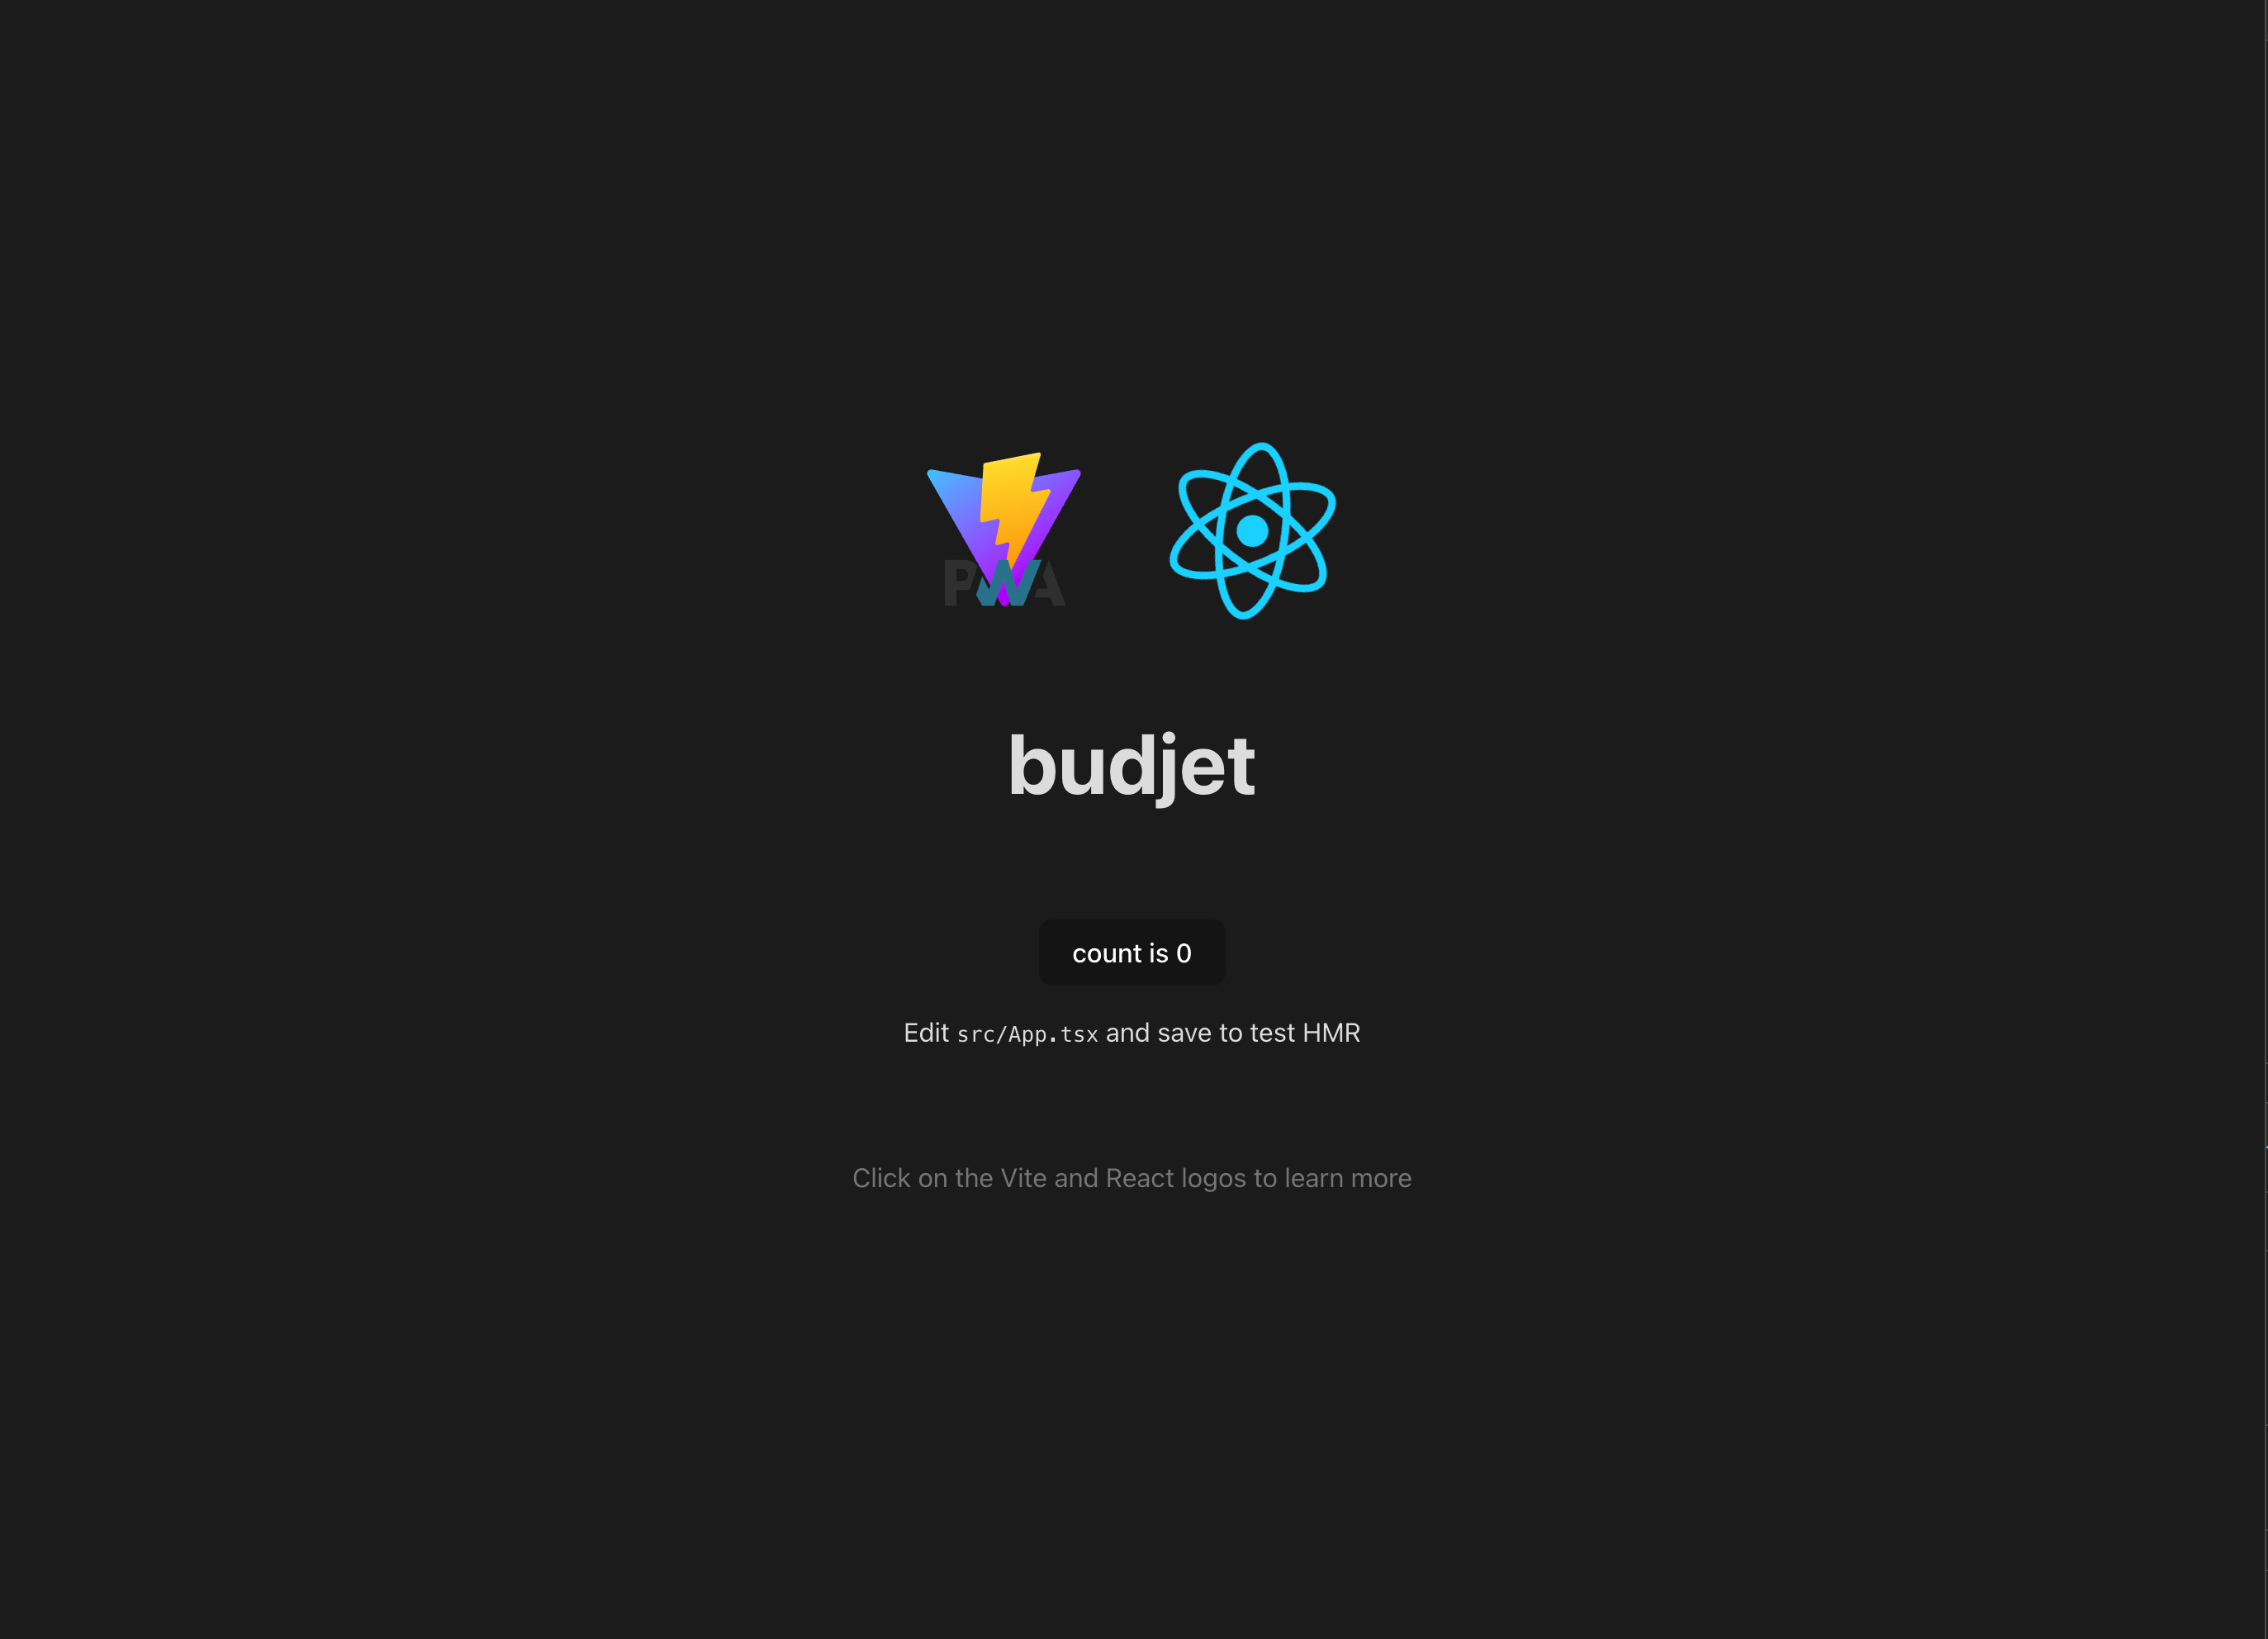 PWA
budjet
count is 0
Edit src/App.tsx and save to test HMR
Click on the Vite and React logos to learn more